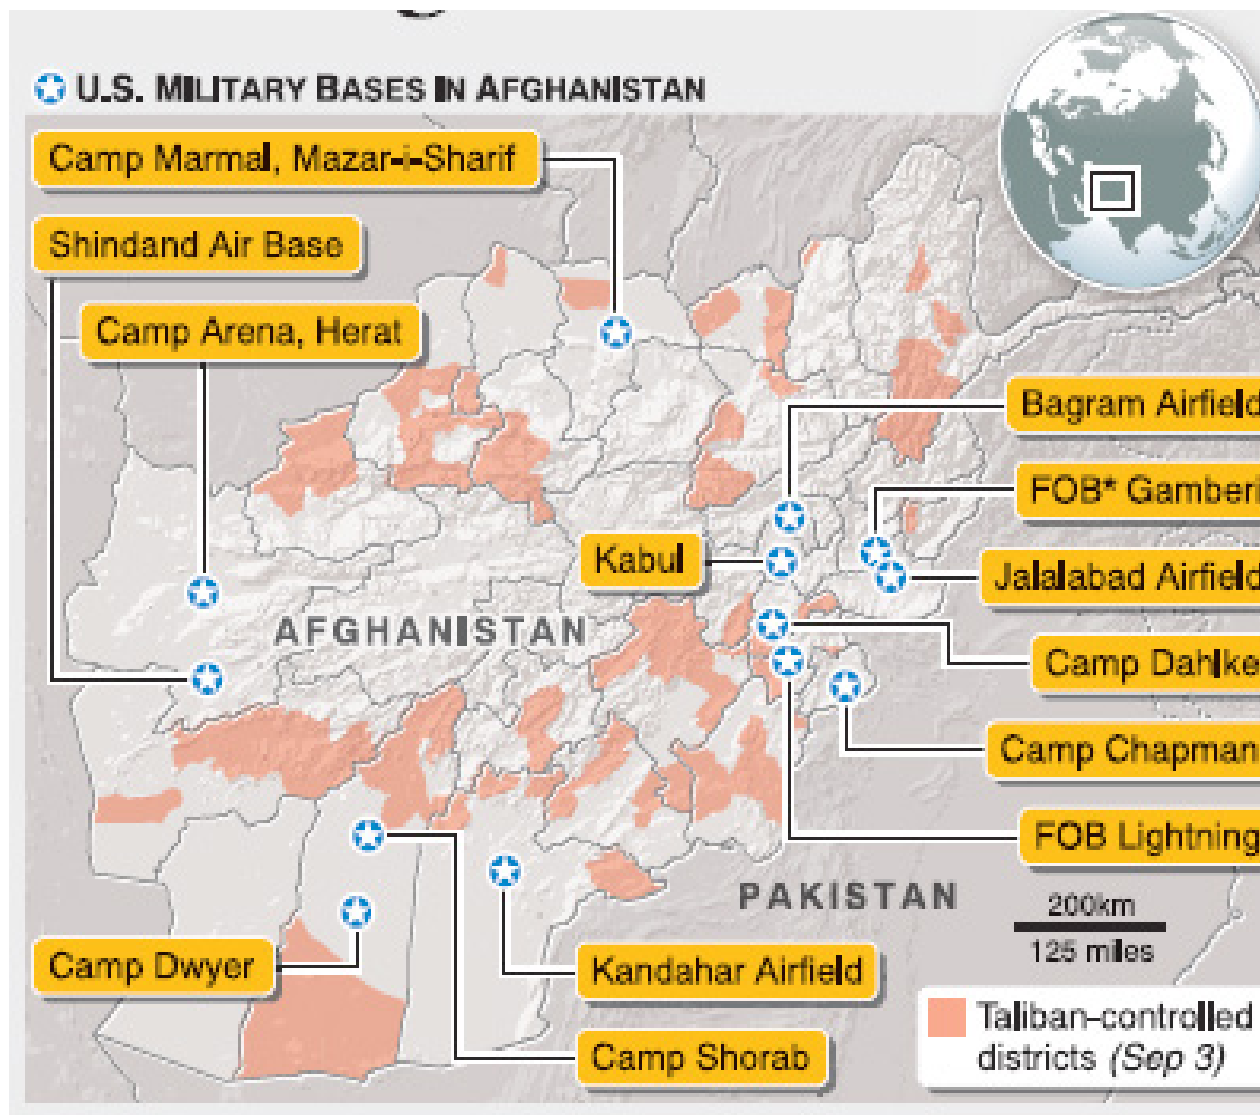 U.S. MILITARY BASES IN AFGHANISTAN
Camp Marmal, Mazar-i-Sharif
Shindand Air Base
Camp Arena, Herat
Bagram Airfield
FOB* Gamberi
Kabul
Jalalabad Airfield
AFGHANISTAN
Camp Dahlke
Camp Chapman
FOB Lightning
PAKISTAN
200km
125 miles
Camp Dwyer
Kandahar Airfield
Camp Shorab
Taliban-controlled
districts (Sep 3)